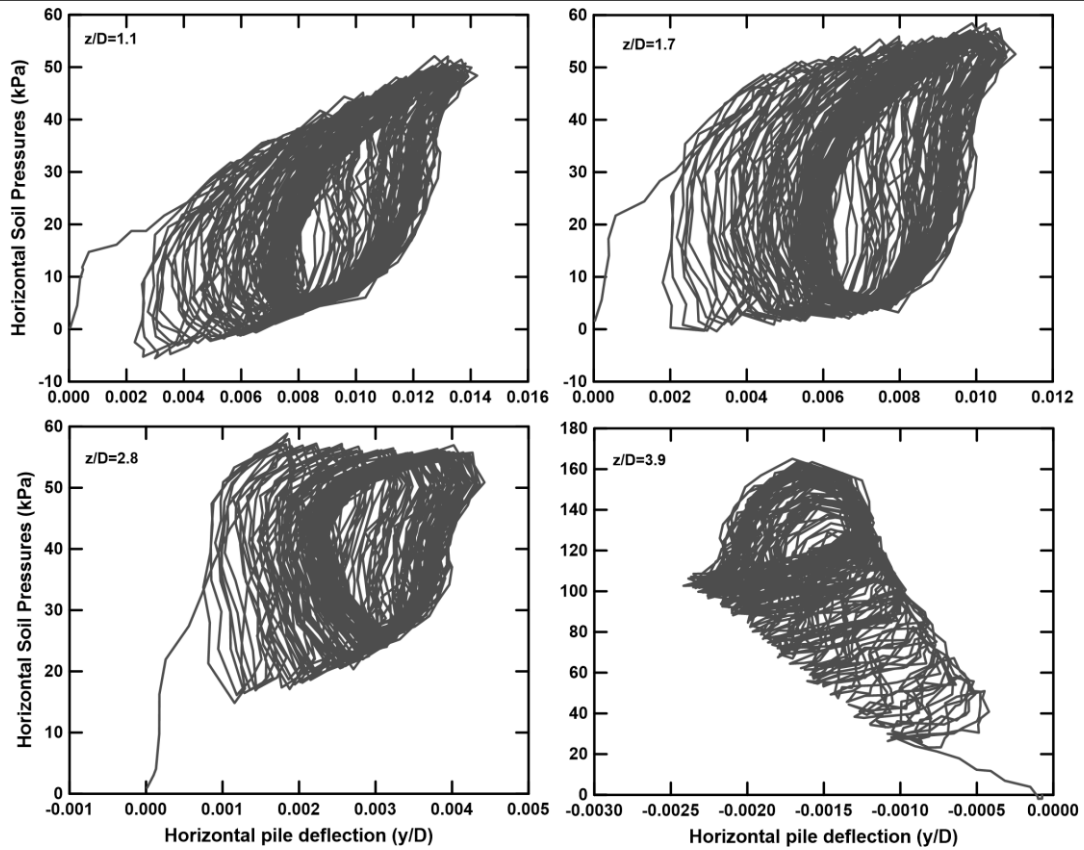 z/D=1.1
Horizontal Soil Pressures (kPa)
60
50
40
30
20
10
0
-10
0.000 0.002 0.004 0.006 0.008 0.010 0.012 0.014 0.016
z/D=1.7
60
50
40
30
20
10
0
-10
0.000 0.002 0.004 0.006 0.008 0.010 0.012
z/D=2.8
Horizontal Soil Pressures (kPa)
60
50
40
30
20
10
0
-0.001 0.000 0.001 0.002 0.003 0.004 0.005
Horizontal pile deflection (y/D)
z/D=3.9
180
160
140
120
100
80
60
40
20
0
-0.0030 -0.0025 -0.0020 -0.0015 -0.0010 -0.0005 0.0000
Horizontal pile deflection (y/D)